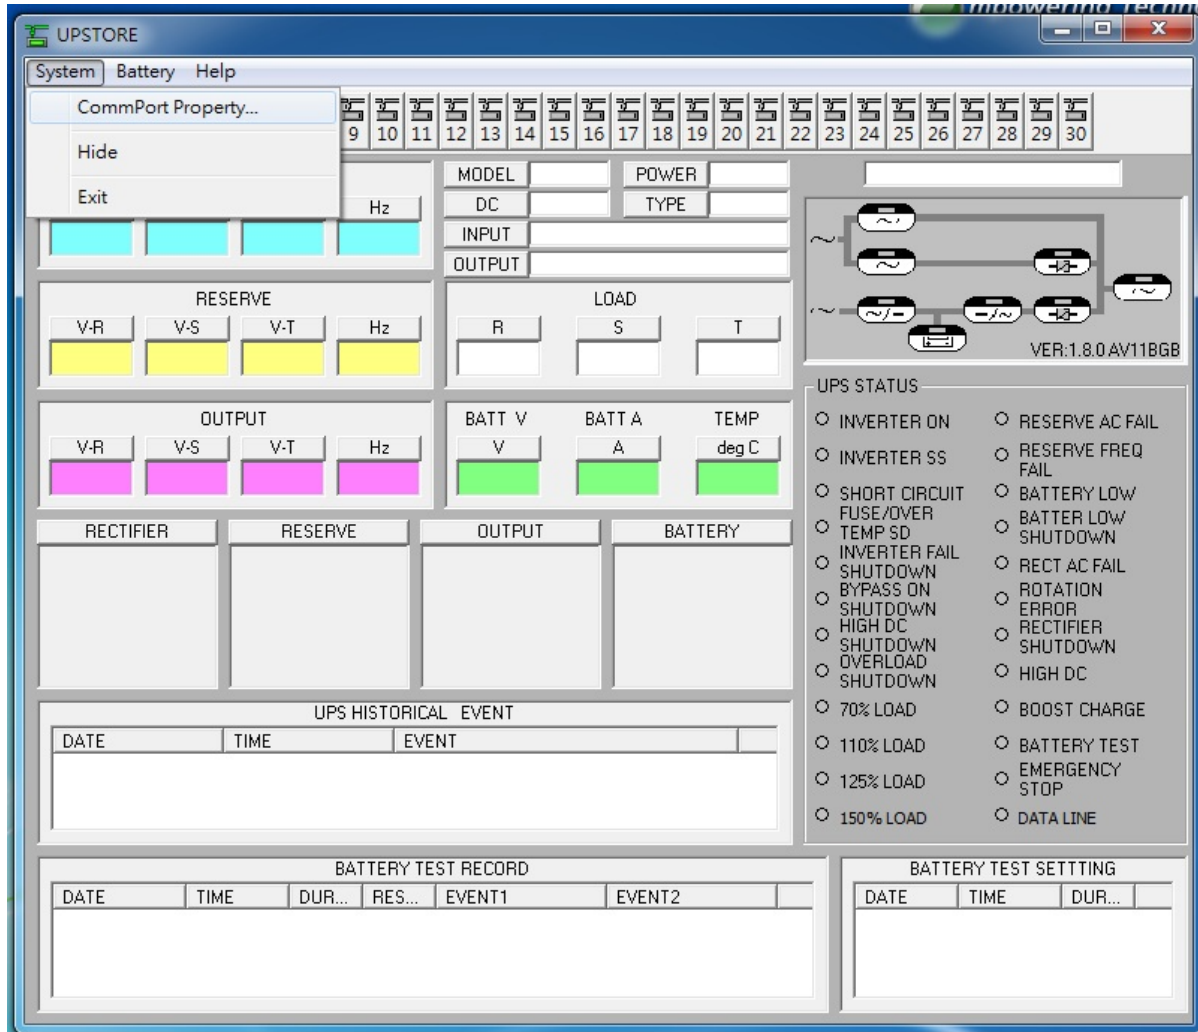 mpowering Techn
UPSTORE
System Battery Help
CommPort Property...
Hide
Exit
9 10 11 12 13 14 15 16 17 18 19 20 21 22 23 24 25 26 27 28 29 30
Hz
MODEL POWER
DC TYPE
INPUT
OUTPUT
RESERVE
V-R V-S V-T Hz
LOAD
R S T
VER:1.8.0 AV11BGB
OUTPUT
V-R V-S V-T Hz
BATT V BATT A TEMP
V A deg C
RECTIFIER RESERVE OUTPUT BATTERY
UPS STATUS
INVERTER ON
INVERTER SS
SHORT CIRCUIT
FUSE/OVER
TEMP SD
INVERTER FAIL
SHUTDOWN
BYPASS ON
SHUTDOWN
HIGH DC
SHUTDOWN
OVERLOAD
SHUTDOWN
70% LOAD
110% LOAD
125% LOAD
150% LOAD
RESERVE AC FAIL
RESERVE FREQ
FAIL
BATTERY LOW
BATTER LOW
SHUTDOWN
RECT AC FAIL
ROTATION
ERROR
RECTIFIER
SHUTDOWN
HIGH DC
BOOST CHARGE
BATTERY TEST
EMERGENCY
STOP
DATA LINE
UPS HISTORICAL EVENT
DATE TIME EVENT
BATTERY TEST RECORD
DATE TIME DUR... RES... EVENT1 EVENT2
BATTERY TEST SETTTING
DATE TIME DUR...